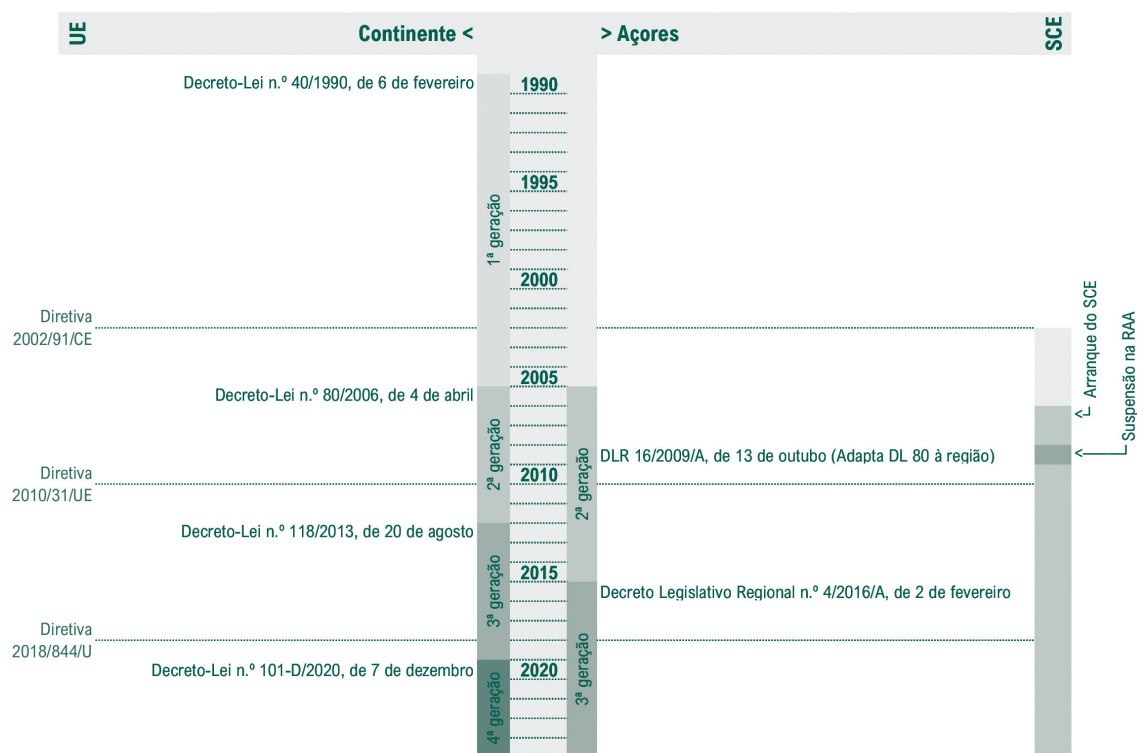 UE
Continente <
> Açores
SCE
Decreto-Lei n.º 40/1990, de 6 de fevereiro
1990
1995
1ª geração
2000
Diretiva
2002/91/CE
Arranque do SCE
Suspensão na RAA
2005
Decreto-Lei n.º 80/2006, de 4 de abril
2ª geração
DLR 16/2009/A, de 13 de outubro (Adapta DL 80 à região)
2010
Diretiva
2010/31/UE
2ª geração
Decreto-Lei n.º 118/2013, de 20 de agosto
2015
3ª geração
Decreto Legislativo Regional n.º 4/2016/A, de 2 de fevereiro
Diretiva
2018/844/U
Decreto-Lei n.º 101-D/2020, de 7 de dezembro
2020
3ª geração
4ª geração